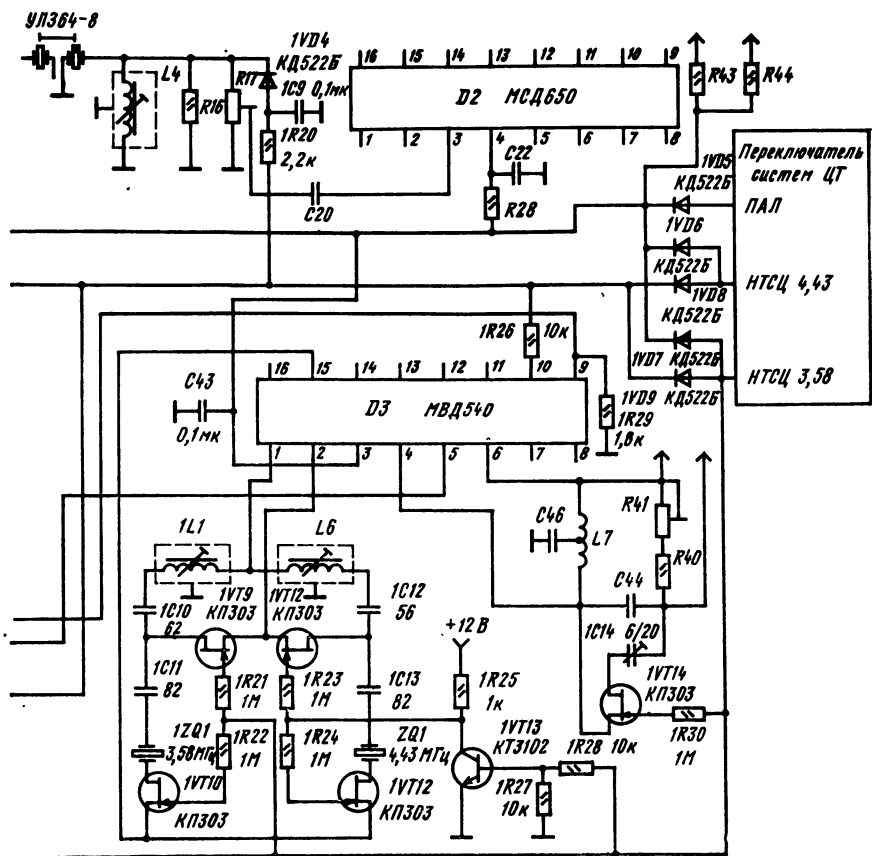 УЛЗ64-8
L4
R16
R17
1VD4
КД522Б
1C9 0,1мк
1R20
2,2к
C20
16 15 14 13 12 11 10 9
D2 МСД650
1 2 3 4 5 6 7 8
C22
R28
R43
R44
Переключатель
систем ЦТ
ПАЛ
НТСЦ 4,43
НТСЦ 3,58
1VD5
КД522Б
1VD6
КД522Б
1VD8
КД522Б
1VD7
КД522Б
КД522Б
1VD9
1R26
10к
1R29
1,8к
C43
0,1мк
16 15 14 13 12 11 10 9
D3 МВД540
1 2 3 4 5 6 7 8
1L1
L6
C46
L7
R41
R40
C44
1C14
6/20
1VT14
КП303
1R30
1М
1C10
62
1VT9
КП303
1VT12
КП303
1C12
56
1C11
82
1R21
1М
1R23
1М
1C13
82
+12В
1R25
1к
1VT13
КТ3102
1R28
10к
1R27
10к
1ZQ1
3,58МГц
1R22
1М
1R24
1М
ZQ1
4,43 МГц
1VT10
КП303
1VT12
КП303